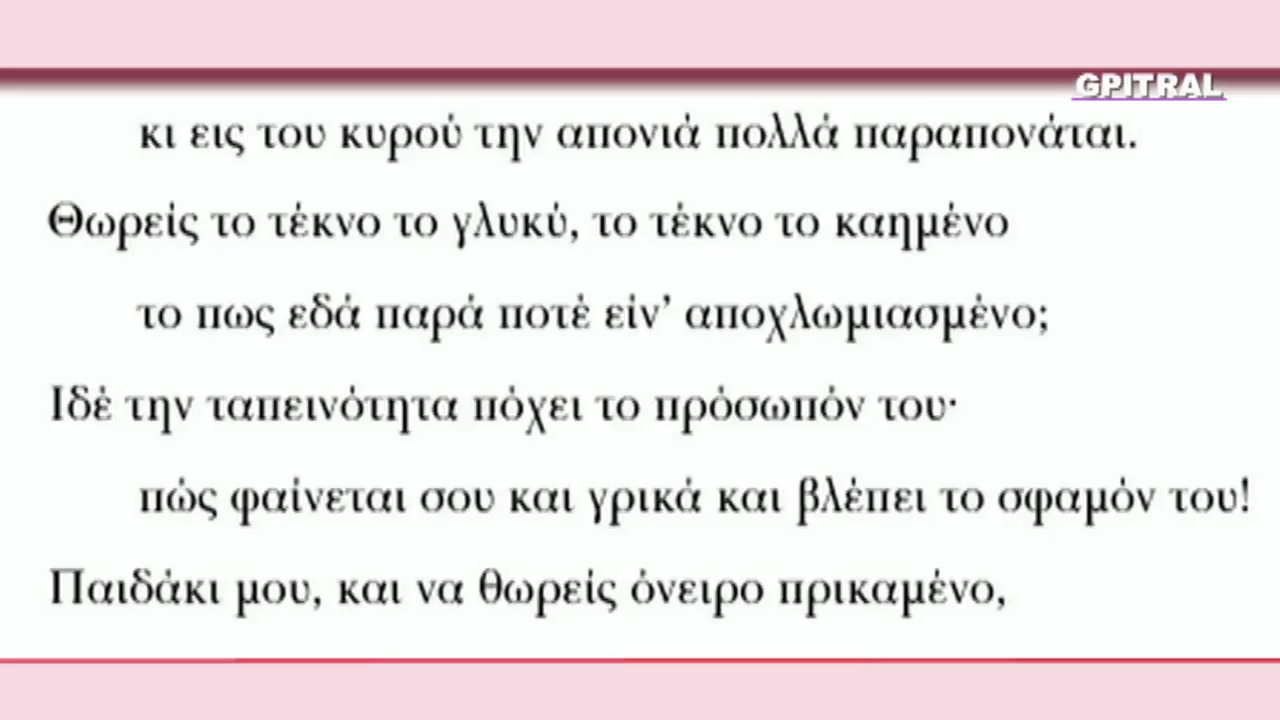 GPITRAL
κι εις του κυρού την απονιά πολλά παραπονάται.
Θωρείς το τέκνο το γλυκύ, το τέκνο το καημένο
το πως εδά παρά ποτέ είν’ αποχλωμιασμένο;
Ιδέ την ταπεινότητα πόχει το πρόσωπόν του·
πώς φαίνεται σου και γρικά και βλέπει το σφαμόν του!
Παιδάκι μου, και να θωρείς όνειρο πρικαμένο,